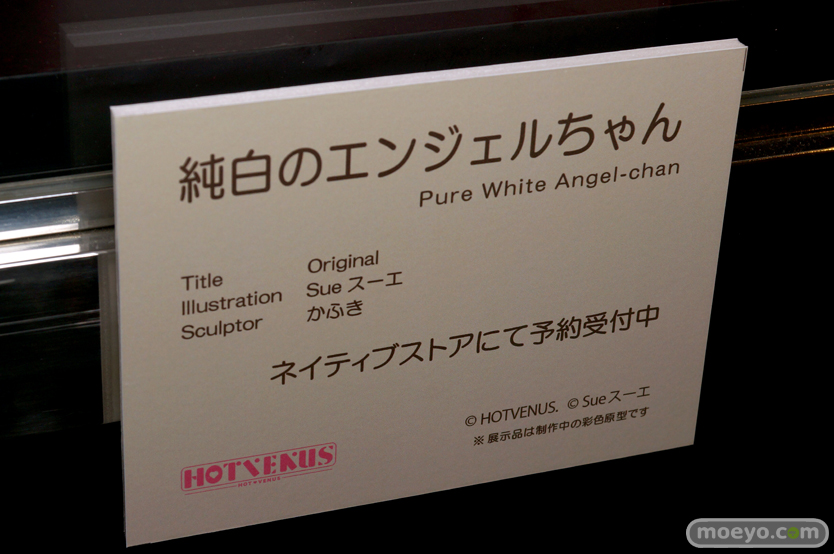 純白のエンジェルちゃん
Pure White Angel-chan
Title Original
Illustration Sue スーエ
Sculptor かふき
ネイティブストアにて予約受付中
© HOTVENUS. © Sueスーエ
※ 展示品は制作中の彩色原型です
HOTVENUS
HOTVENUS
moeyo.com